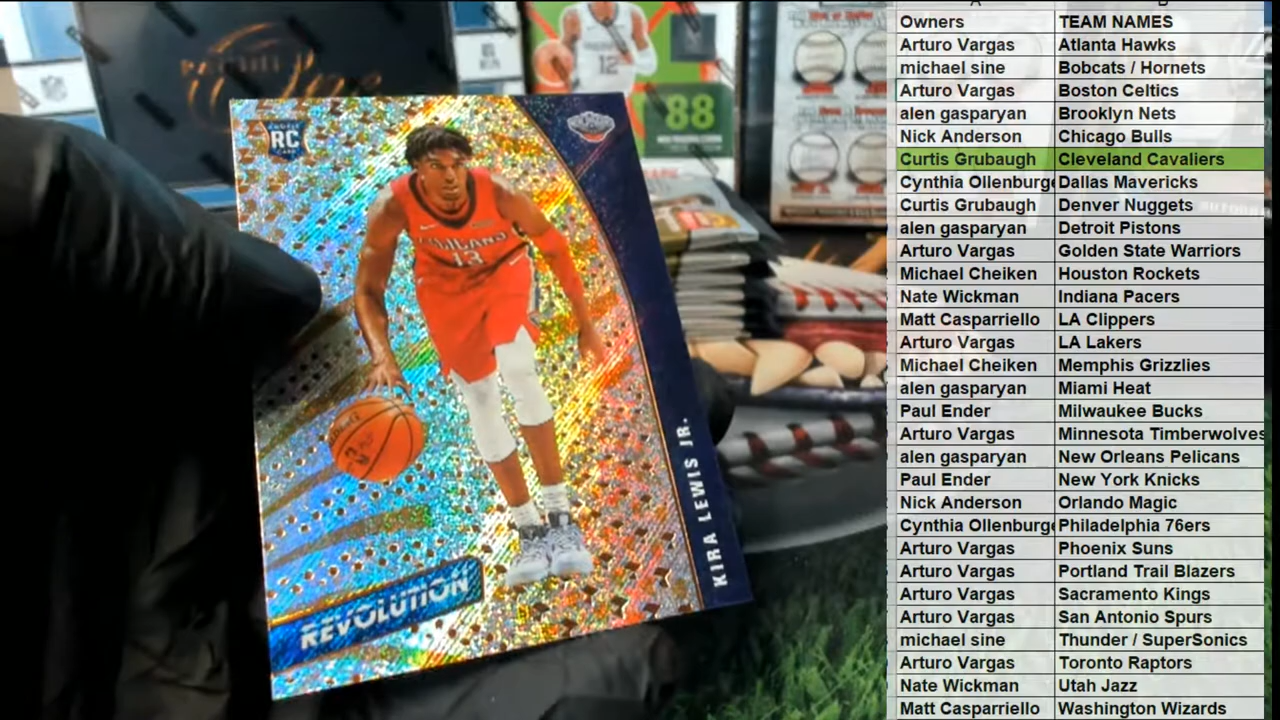 Owners TEAM NAMES
Arturo Vargas Atlanta Hawks
michael sine Bobcats / Hornets
Arturo Vargas Boston Celtics
alen gasparyan Brooklyn Nets
Nick Anderson Chicago Bulls
Curtis Grubaugh Cleveland Cavaliers
Cynthia Ollenburge Dallas Mavericks
Curtis Grubaugh Denver Nuggets
alen gasparyan Detroit Pistons
Arturo Vargas Golden State Warriors
Michael Cheiken Houston Rockets
Nate Wickman Indiana Pacers
Matt Casparriello LA Clippers
Arturo Vargas LA Lakers
Michael Cheiken Memphis Grizzlies
alen gasparyan Miami Heat
Paul Ender Milwaukee Bucks
Arturo Vargas Minnesota Timberwolves
alen gasparyan New Orleans Pelicans
Paul Ender New York Knicks
Nick Anderson Orlando Magic
Cynthia Ollenburge Philadelphia 76ers
Arturo Vargas Phoenix Suns
Arturo Vargas Portland Trail Blazers
Arturo Vargas Sacramento Kings
Arturo Vargas San Antonio Spurs
michael sine Thunder / SuperSonics
Arturo Vargas Toronto Raptors
Nate Wickman Utah Jazz
Matt Casparriello Washington Wizards
RC
13
KIRA LEWIS JR.
REVOLUTION
88
12